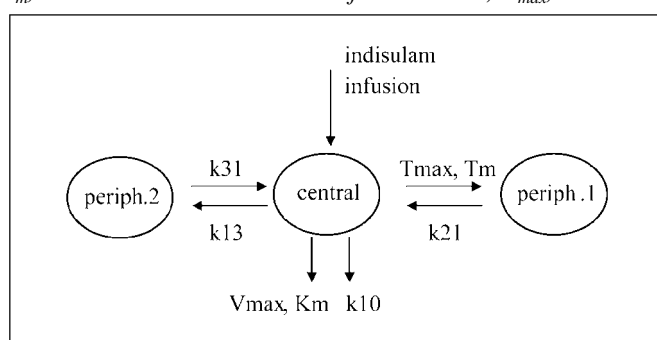 indisulam
infusion
k31
Tmax, Tm
periph.2
central
periph .1
k13
k21
Vmax, Km k10